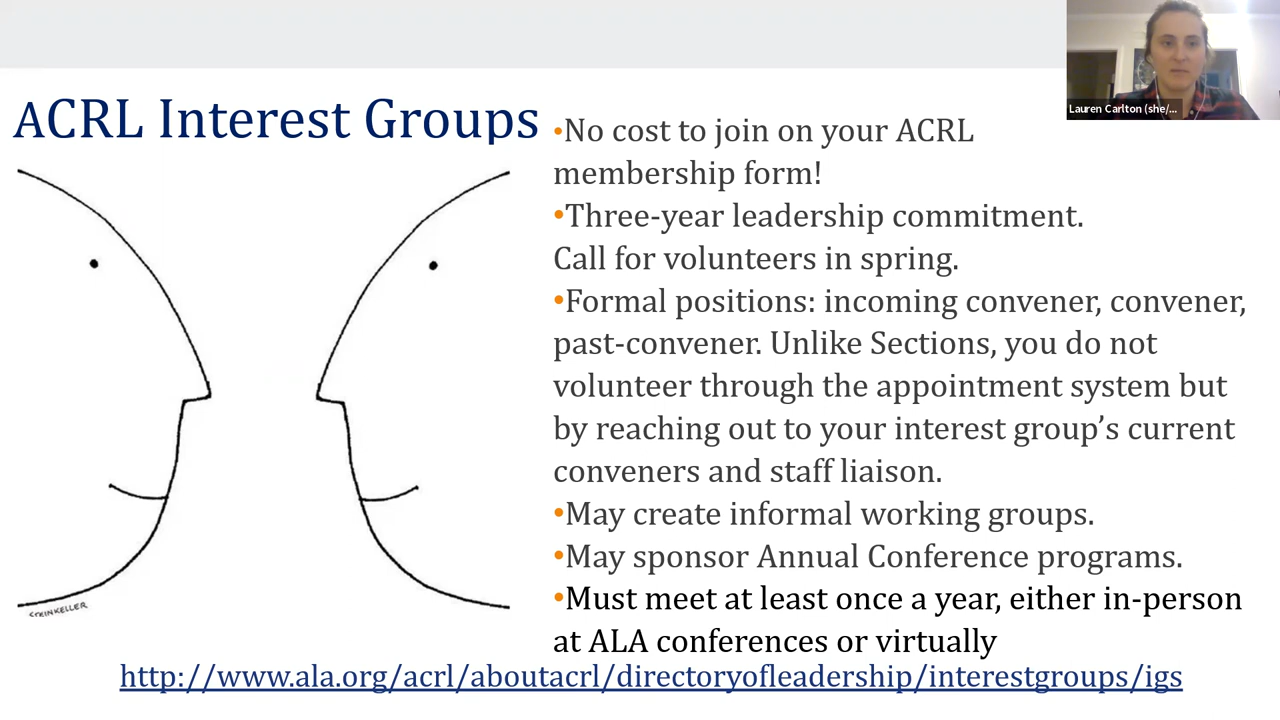 Lauren Carlton (she/...
ACRL Interest Groups
•No cost to join on your ACRL
membership form!
•Three-year leadership commitment.
Call for volunteers in spring.
•Formal positions: incoming convener, convener,
past-convener. Unlike Sections, you do not
volunteer through the appointment system but
by reaching out to your interest group’s current
conveners and staff liaison.
•May create informal working groups.
•May sponsor Annual Conference programs.
•Must meet at least once a year, either in-person
at ALA conferences or virtually
STEINKELLER
http://www.ala.org/acrl/aboutacrl/directoryofleadership/interestgroups/igs